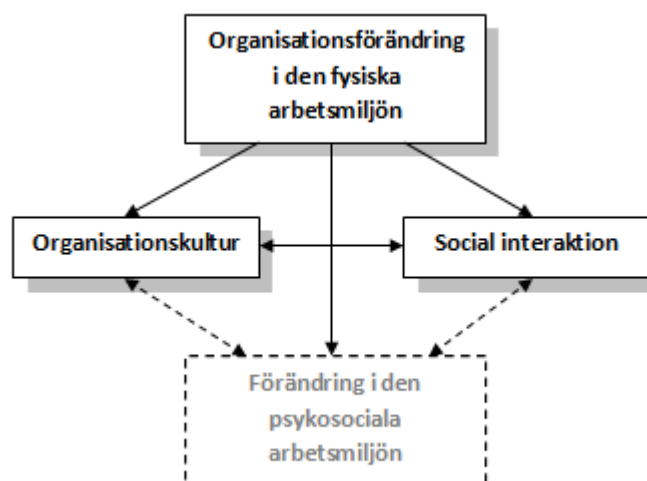 Organisationsförändring
i den fysiska
arbetsmiljön
Organisationskultur
Social interaktion
Förändring i den
psykosociala
arbetsmiljön